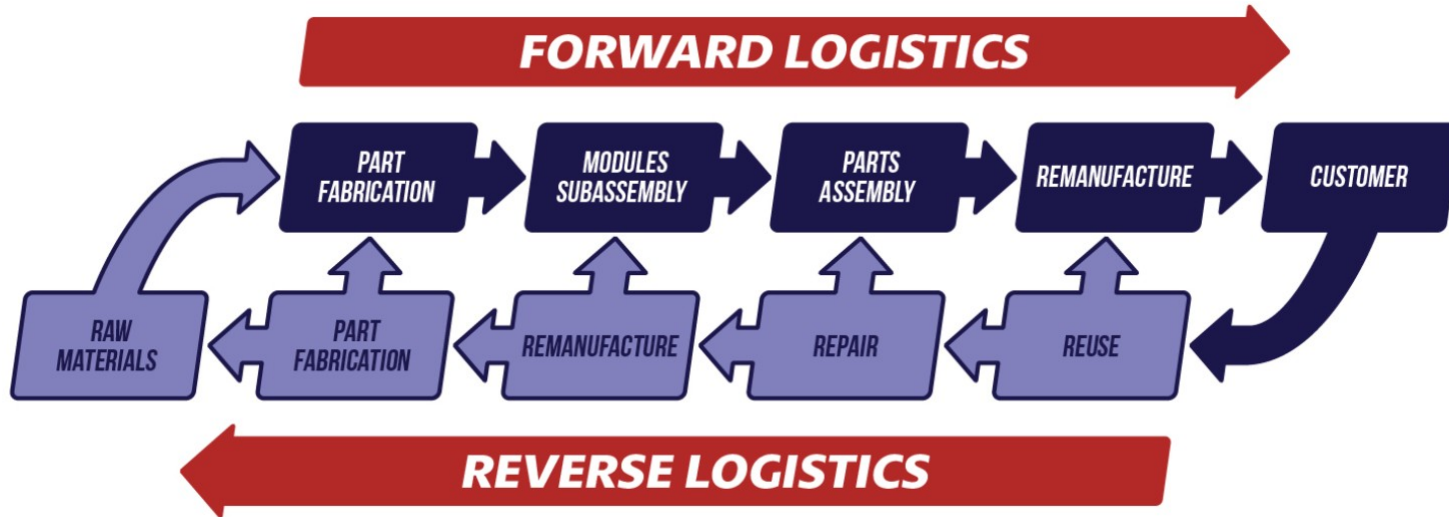 FORWARD LOGISTICS
PART
FABRICATION
MODULES
SUBASSEMBLY
PARTS
ASSEMBLY
REMANUFACTURE
CUSTOMER
RAW
MATERIALS
PART
FABRICATION
REMANUFACTURE
REPAIR
REUSE
REVERSE LOGISTICS